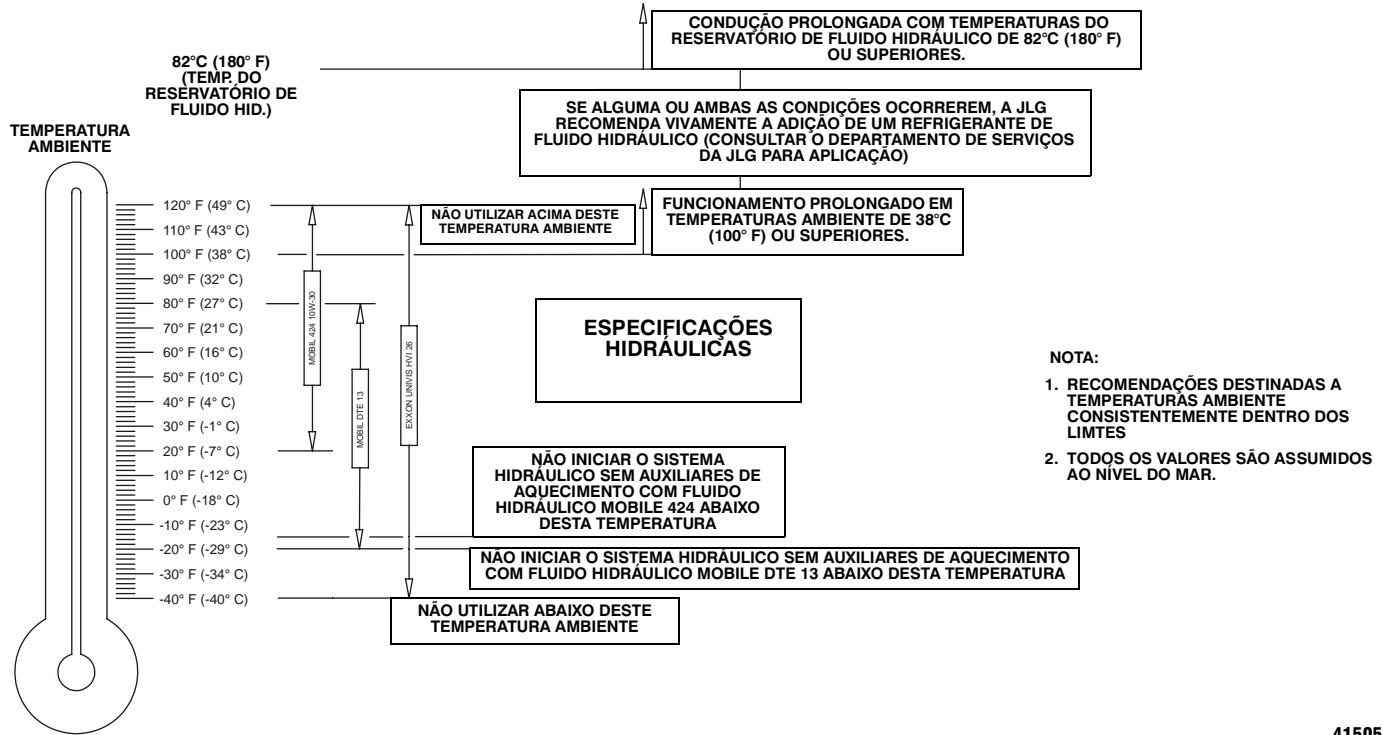 CONDUÇÃO PROLONGADA COM TEMPERATURAS DO
RESERVATÓRIO DE FLUIDO HIDRÁULICO DE 82°C (180° F)
OU SUPERIORES.
82°C (180° F)
(TEMP. DO
RESERVATÓRIO DE
FLUIDO HID.)
SE ALGUMA OU AMBAS AS CONDIÇÕES OCORREREM, A JLG
RECOMENDA VIVAMENTE A ADIÇÃO DE UM REFRIGERANTE DE
FLUIDO HIDRÁULICO (CONSULTAR O DEPARTAMENTO DE SERVIÇOS
DA JLG PARA APLICAÇÃO)
TEMPERATURA
AMBIENTE
FUNCIONAMENTO PROLONGADO EM
TEMPERATURAS AMBIENTE DE 38°C
(100° F) OU SUPERIORES.
NÃO UTILIZAR ACIMA DESTE
TEMPERATURA AMBIENTE
120° F (49° C)
110° F (43° C)
100° F (38° C)
90° F (32° C)
80° F (27° C)
70° F (21° C)
60° F (16° C)
50° F (10° C)
40° F (4° C)
30° F (-1° C)
20° F (-7° C)
10° F (-12° C)
0° F (-18° C)
-10° F (-23° C)
-20° F (-29° C)
-30° F (-34° C)
-40° F (-40° C)
MOBIL 424 10W-30
MOBIL DTE 13
EXXON UNIVIS HVI 26
ESPECIFICAÇÕES
HIDRÁULICAS
NOTA:
1. RECOMENDAÇÕES DESTINADAS A
TEMPERATURAS AMBIENTE
CONSISTENTEMENTE DENTRO DOS
LIMTES
2. TODOS OS VALORES SÃO ASSUMIDOS
AO NÍVEL DO MAR.
NÃO INICIAR O SISTEMA
HIDRÁULICO SEM AUXILIARES DE
AQUECIMENTO COM FLUIDO
HIDRÁULICO MOBILE 424 ABAIXO
DESTA TEMPERATURA
NÃO INICIAR O SISTEMA HIDRÁULICO SEM AUXILIARES DE AQUECIMENTO
COM FLUIDO HIDRÁULICO MOBILE DTE 13 ABAIXO DESTA TEMPERATURA
NÃO UTILIZAR ABAIXO DESTE
TEMPERATURA AMBIENTE
41505